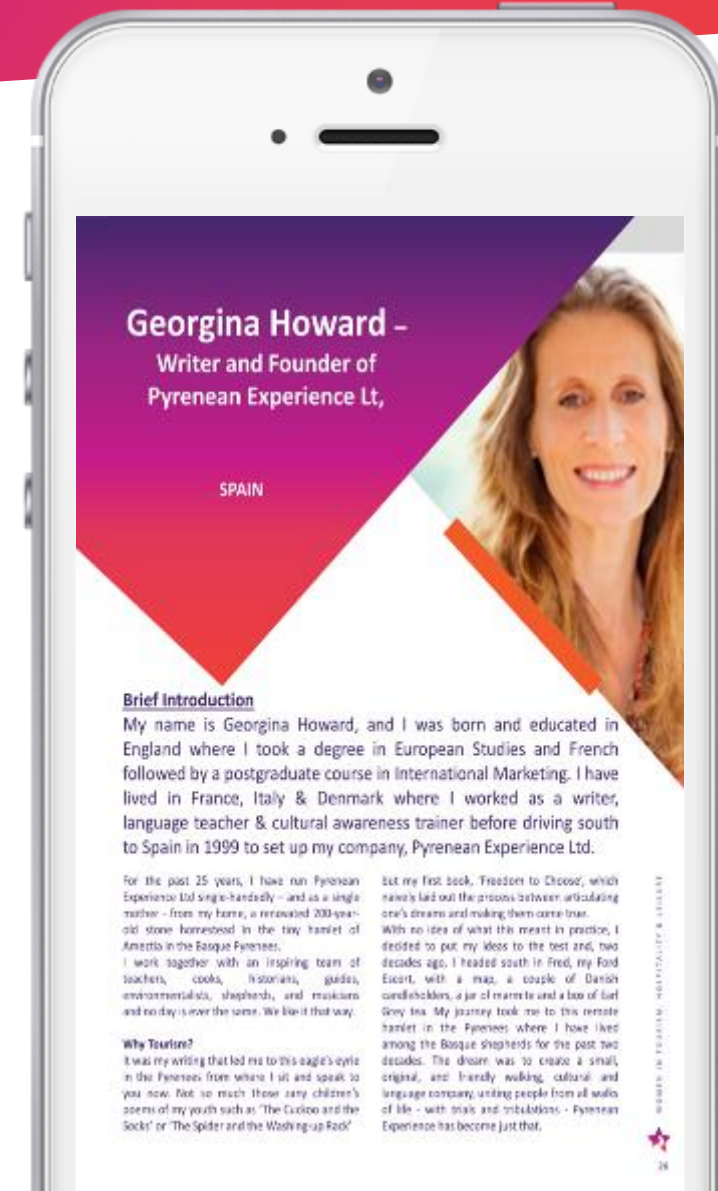 Georgina Howard –
Writer and Founder of
Pyrenean Experience Lt,
SPAIN
Brief Introduction
My name is Georgina Howard, and I was born and educated in
England where I took a degree in European Studies and French
followed by a postgraduate course in International Marketing. I have
lived in France, Italy & Denmark where I worked as a writer,
language teacher & cultural awareness trainer before driving south
to Spain in 1999 to set up my company, Pyrenean Experience Ltd.
For the past 25 years, I have run Pyrenean
Experience Ltd single-handedly – and as a single
mother - from my home, a renovated 200-year-
old stone homestead in the tiny hamlet of
Ametzia in the Basque Pyrenees.
I work together with an inspiring team of
teachers, cooks, historians, guides,
environmentalists, shepherds, and musicians
and no day is ever the same. We like it that way.
Why Tourism?
It was my writing that led me to this eagle's eyrie
in the Pyrenees from where I sit and speak to
you now. Not so much those zany children's
poems of my youth such as 'The Cuckoo and the
Socks' or 'The Spider and the Washing-up Rack'
but my first book, 'Freedom to Choose', which
naively laid out the process between articulating
one's dreams and making them come true.
With no idea of what this meant in practice, I
decided to put my ideas to the test and, two
decades ago, I headed south in Fred, my Ford
Escort, with a map, a couple of Danish
candleholders, a jar of marmite and a box of Earl
Grey tea. My journey took me to this remote
hamlet in the Pyrenees where I have lived
among the Basque shepherds for the past two
decades. The dream was to create a small,
original, and friendly walking, cultural and
language company, uniting people from all walks
of life - with trials and tribulations - Pyrenean
Experience has become just that.
WOMEN IN TOURISM, HOSPITALITY & LEISURE
26